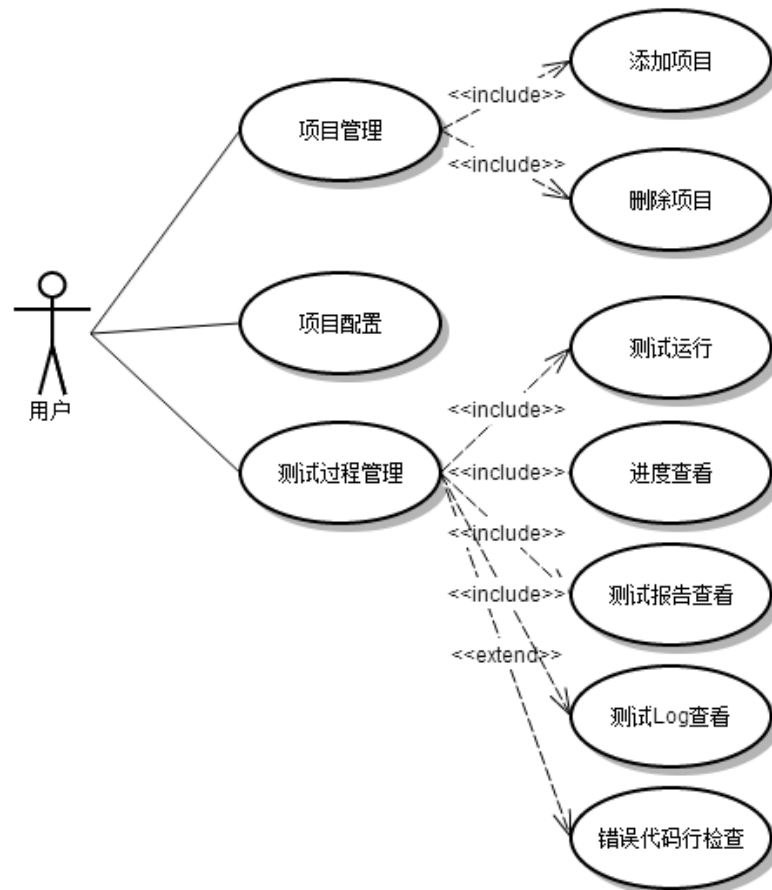 添加项目
<<include>>
项目管理
<<include>>
删除项目
用户
项目配置
测试运行
<<include>>
测试过程管理
<<include>>
进度查看
<<include>>
<<include>>
测试报告查看
<<extend>>
测试Log查看
错误代码行检查